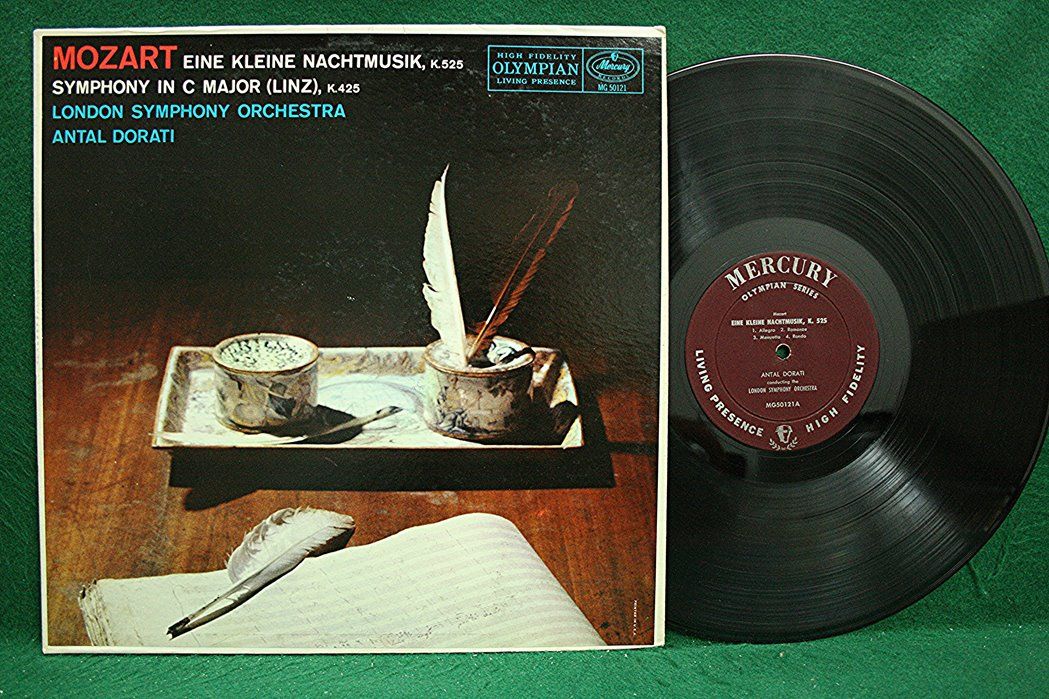 MOZART EINE KLEINE NACHTMUSIK, K.525
SYMPHONY IN C MAJOR (LINZ), K.425
LONDON SYMPHONY ORCHESTRA
ANTAL DORATI
HIGH FIDELITY
OLYMPIAN
LIVING PRESENCE
Mercury
RECORDS
MG 50121
MERCURY
OLYMPIAN SERIES
Mozart
EINE KLEINE NACHTMUSIK, K. 525
1. Allegro 2. Romanze
3. Menuetto 4. Rondo
ANTAL DORATI
conducting the
LONDON SYMPHONY ORCHESTRA
MG50121A
LIVING PRESENCE HIGH FIDELITY